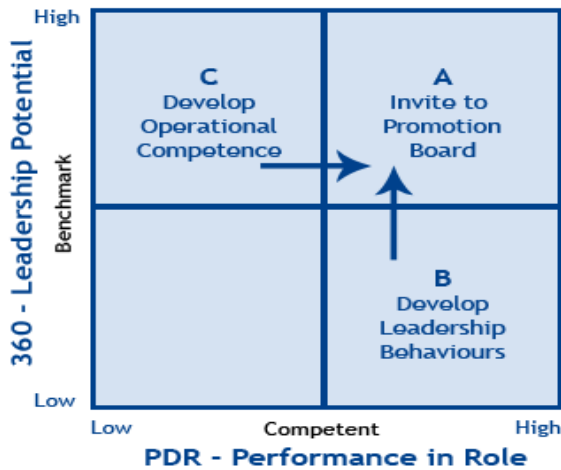 High
C
Develop
Operational
Competence
A
Invite to
Promotion
Board
360 - Leadership Potential
Benchmark
B
Develop
Leadership
Behaviours
Low
Low
Competent
High
PDR - Performance in Role